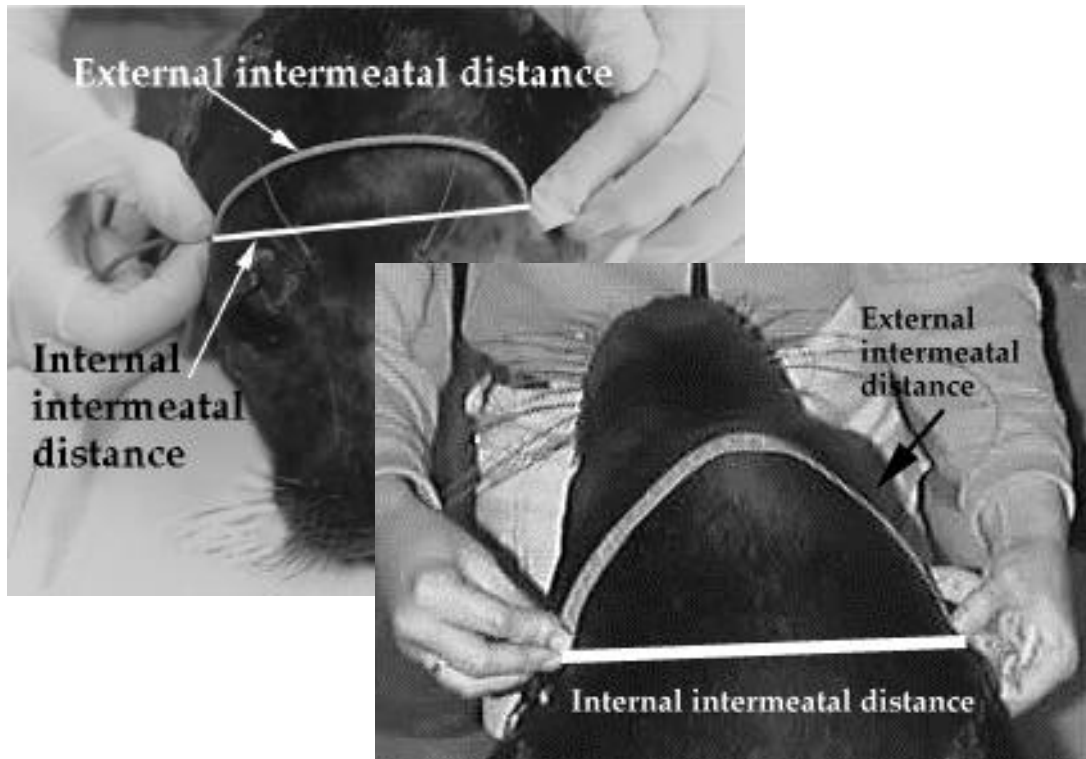 External intermeatal distance
Internal
intermeatal
distance
External
intermeatal
distance
Internal intermeatal distance